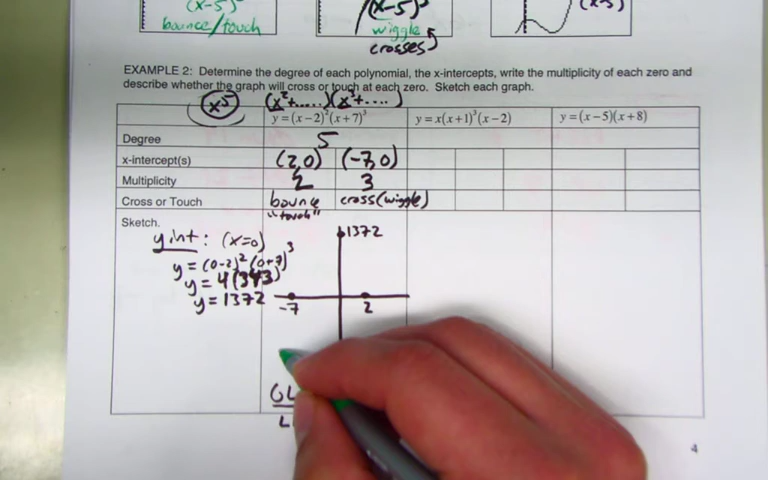 (x-5)
bounce/touch
(x-5)³
wiggle
crosses
(x-5)
EXAMPLE 2: Determine the degree of each polynomial, the x-intercepts, write the multiplicity of each zero and
describe whether the graph will cross or touch at each zero. Sketch each graph.
x⁵ (x²+.....)(x³+....)
y=(x−2)²(x+7)³ y=x(x+1)³(x−2) y=(x−5)(x+8)
Degree 5
x-intercept(s) (2,0) (-7,0)
Multiplicity 2 3
Cross or Touch bounce cross(wiggle)
"touch"
Sketch.
y int: (x=0)
y=(0-2)²(0+7)³
y=4(343)
y=1372
1372
-7 2
4